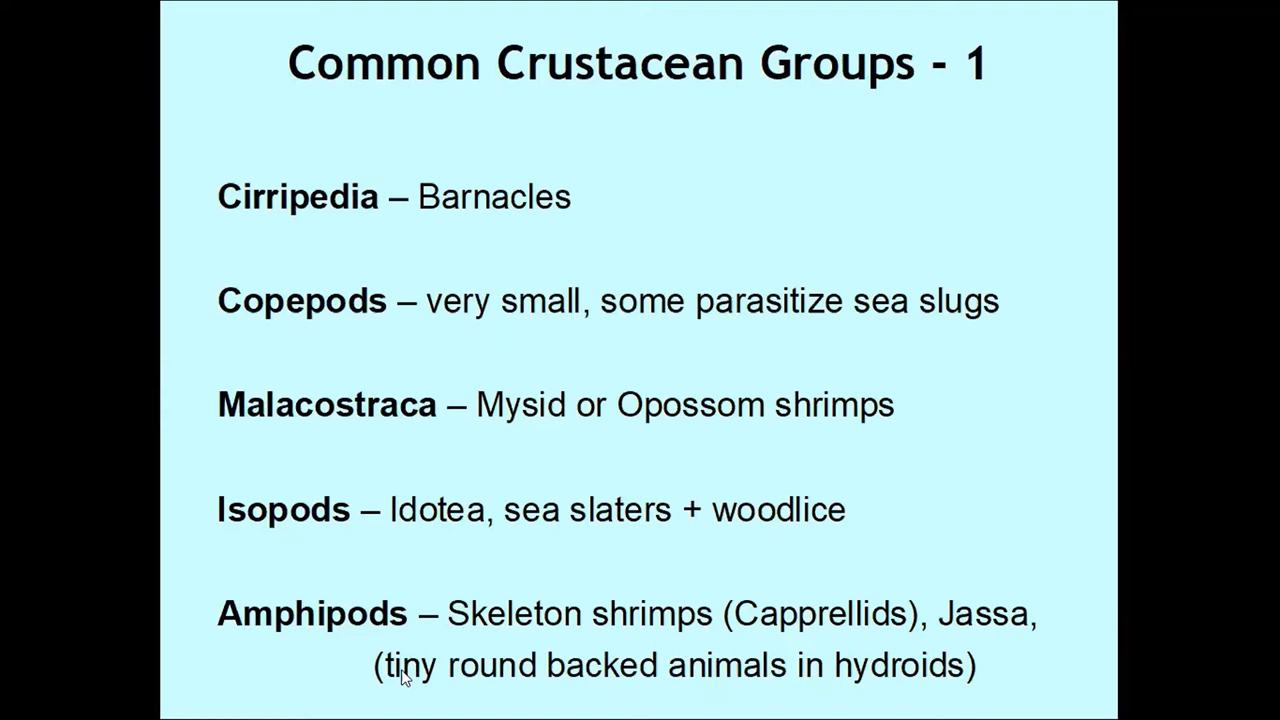 Common Crustacean Groups - 1
Cirripedia – Barnacles
Copepods – very small, some parasitize sea slugs
Malacostraca – Mysid or Opossom shrimps
Isopods – Idotea, sea slaters + woodlice
Amphipods – Skeleton shrimps (Capprellids), Jassa,
(tiny round backed animals in hydroids)